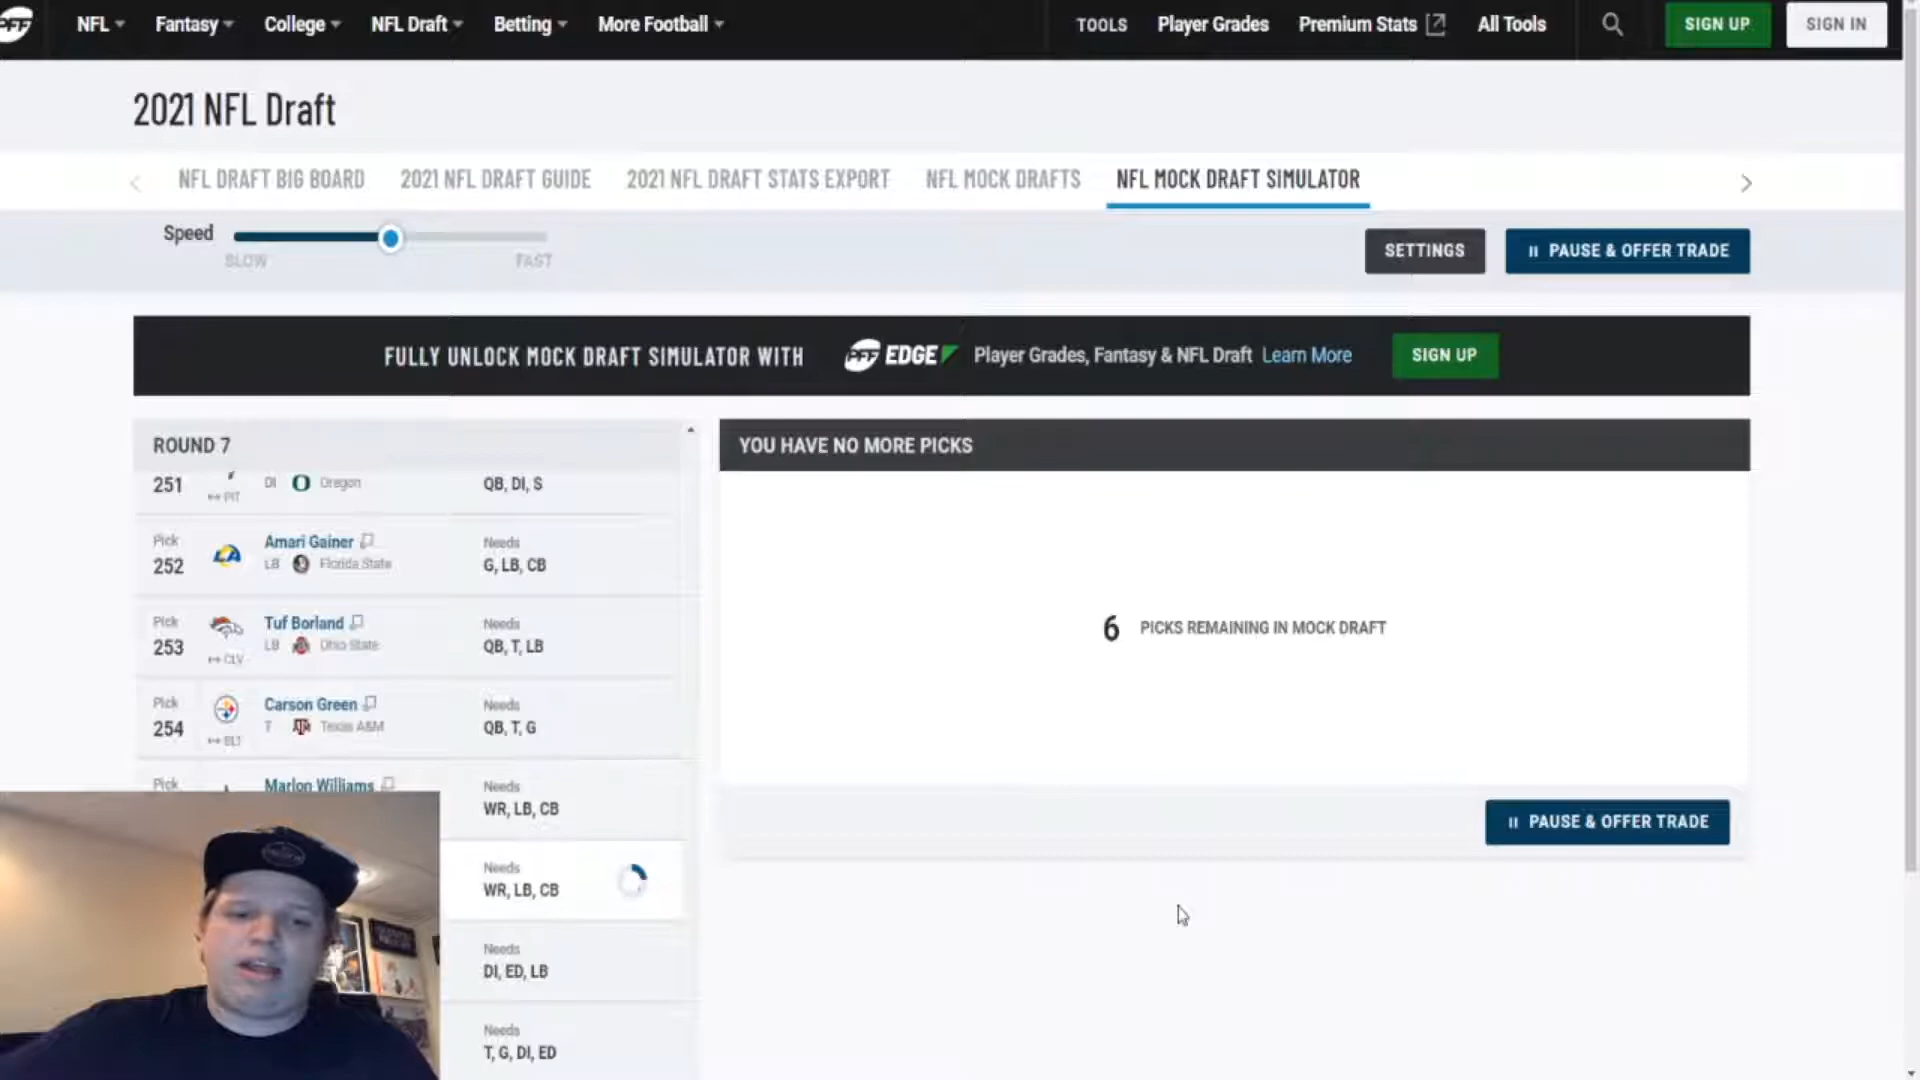 PFF NFL Fantasy College NFL Draft Betting More Football TOOLS Player Grades Premium Stats All Tools SIGN UP SIGN IN
2021 NFL Draft
NFL DRAFT BIG BOARD 2021 NFL DRAFT GUIDE 2021 NFL DRAFT STATS EXPORT NFL MOCK DRAFTS NFL MOCK DRAFT SIMULATOR
Speed
SLOW FAST
SETTINGS PAUSE & OFFER TRADE
FULLY UNLOCK MOCK DRAFT SIMULATOR WITH PFF EDGE Player Grades, Fantasy & NFL Draft Learn More SIGN UP
ROUND 7
251 PIT DI Oregon QB, DI, S
Pick Amari Gainer Needs
252 LB Florida State G, LB, CB
Pick Tuf Borland Needs
253 CLV LB Ohio State QB, T, LB
Pick Carson Green Needs
254 BLT T Texas A&M QB, T, G
Pick Marlon Williams Needs
WR, LB, CB
Needs
WR, LB, CB
Needs
DI, ED, LB
Needs
T, G, DI, ED
YOU HAVE NO MORE PICKS
6 PICKS REMAINING IN MOCK DRAFT
PAUSE & OFFER TRADE